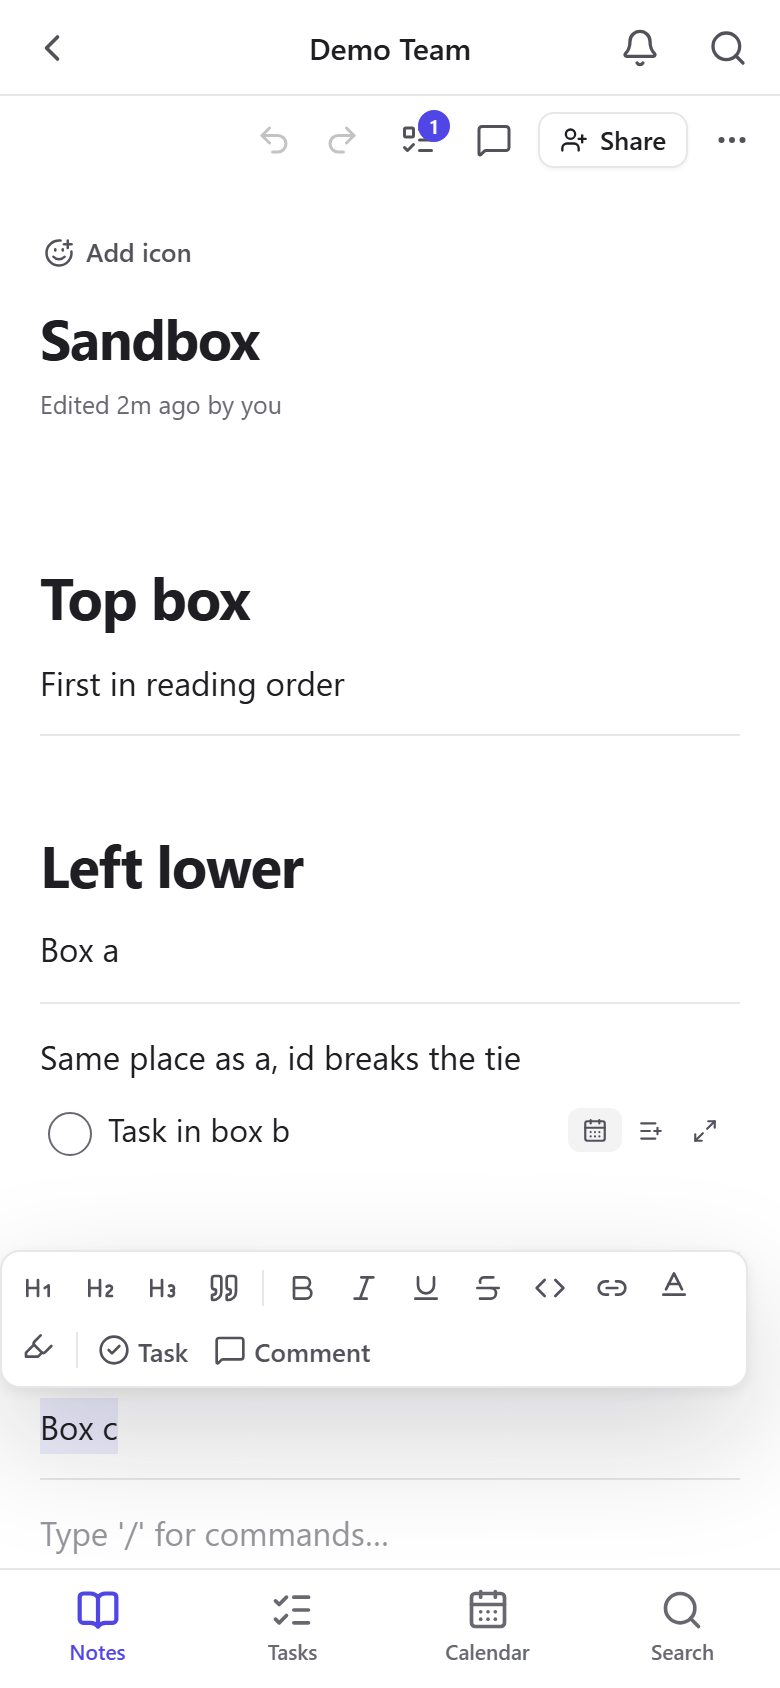 Demo Team
1
Share
Add icon
Sandbox
Edited 2m ago by you
Top box
First in reading order
Left lower
Box a
Same place as a, id breaks the tie
Task in box b
H1 H2 H3 B I U S A
Task Comment
Box c
Type '/' for commands...
Notes Tasks Calendar Search